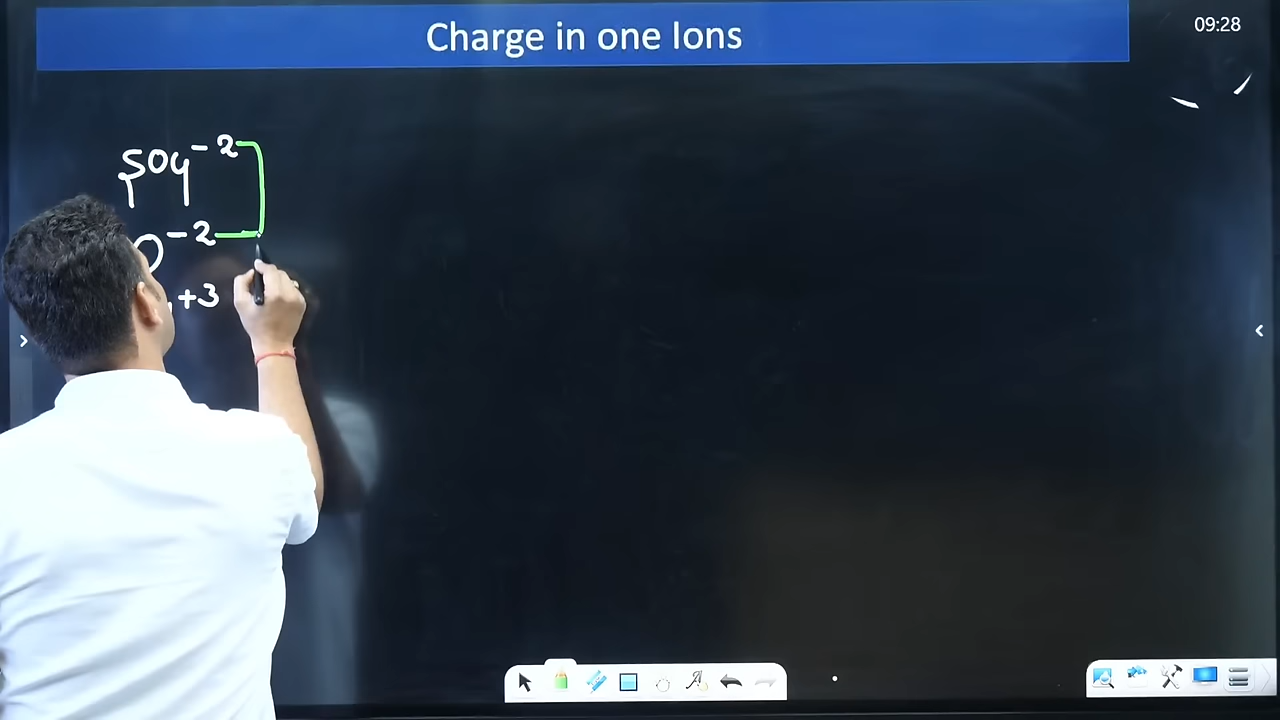 Charge in one Ions
09:28
SO4⁻²
O⁻²
+3